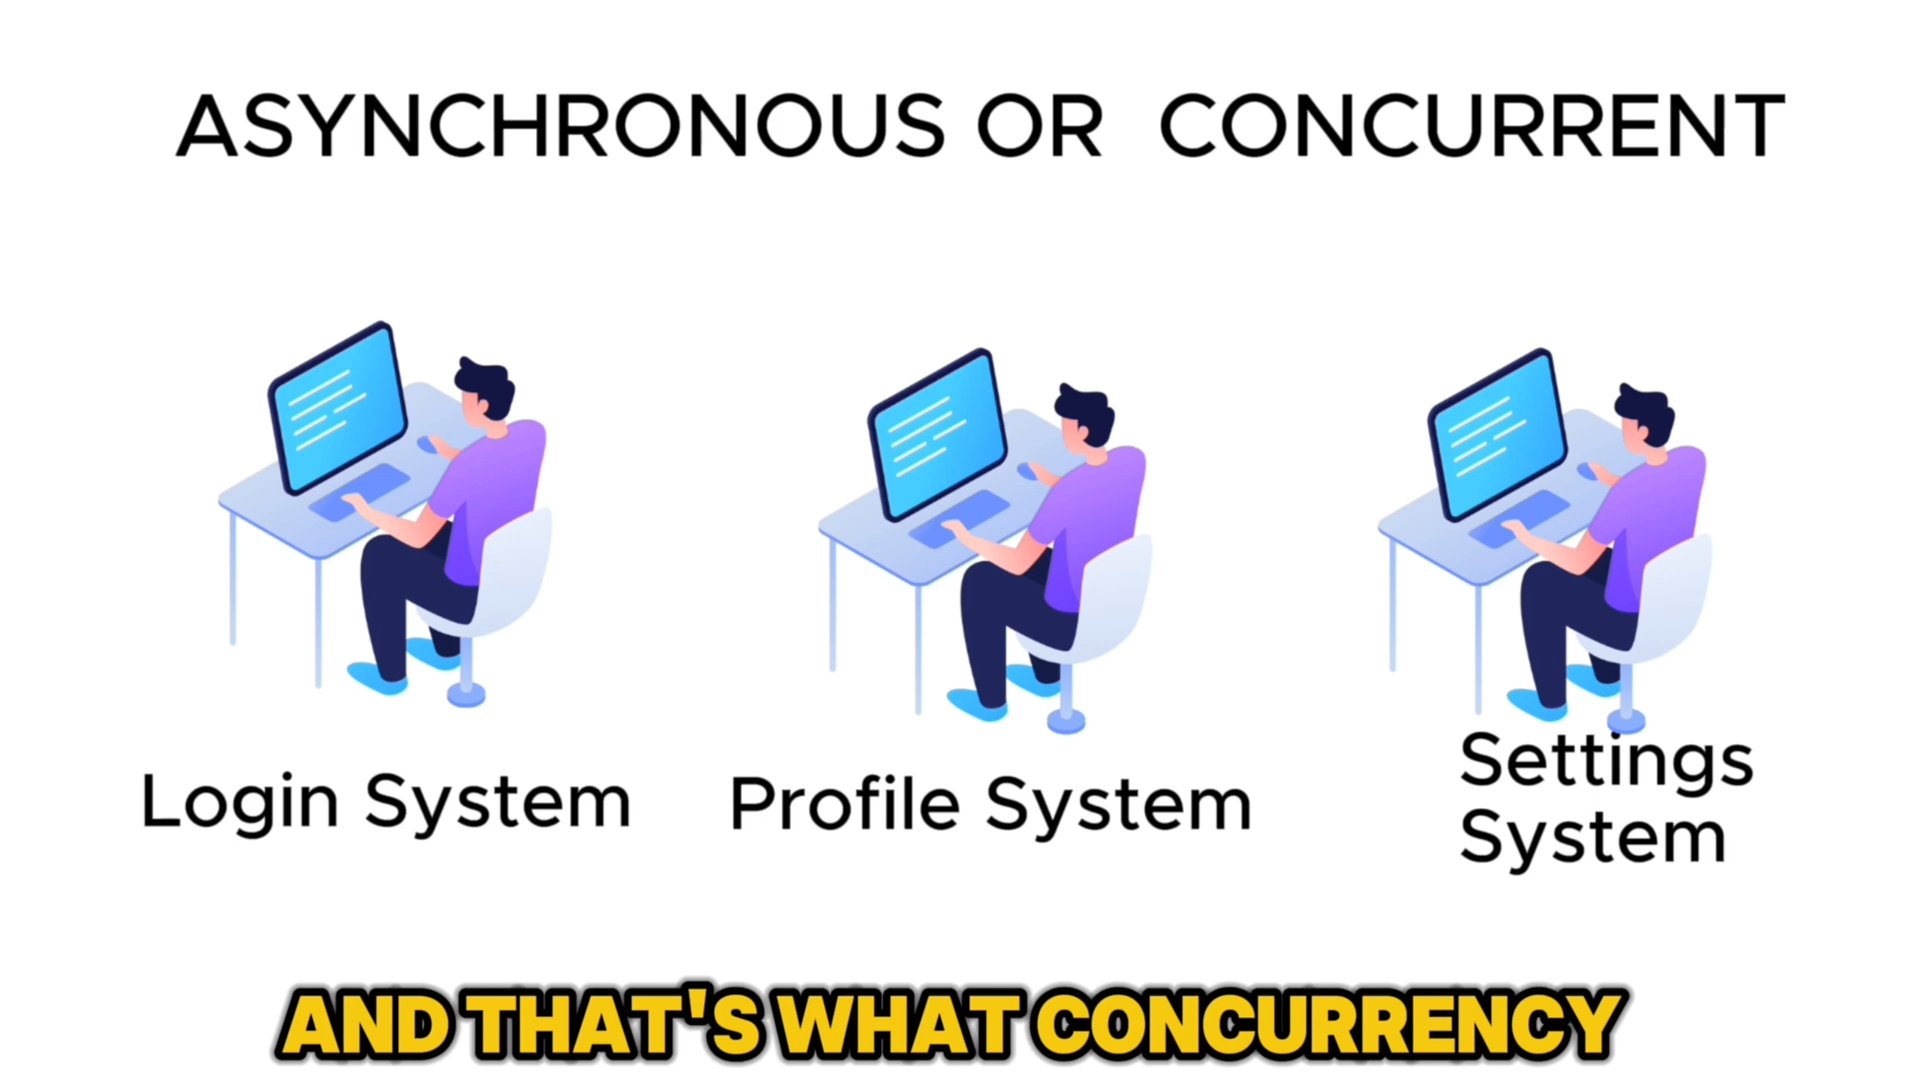 ASYNCHRONOUS OR CONCURRENT
Login System
Profile System
Settings
System
AND THAT'S WHAT CONCURRENCY